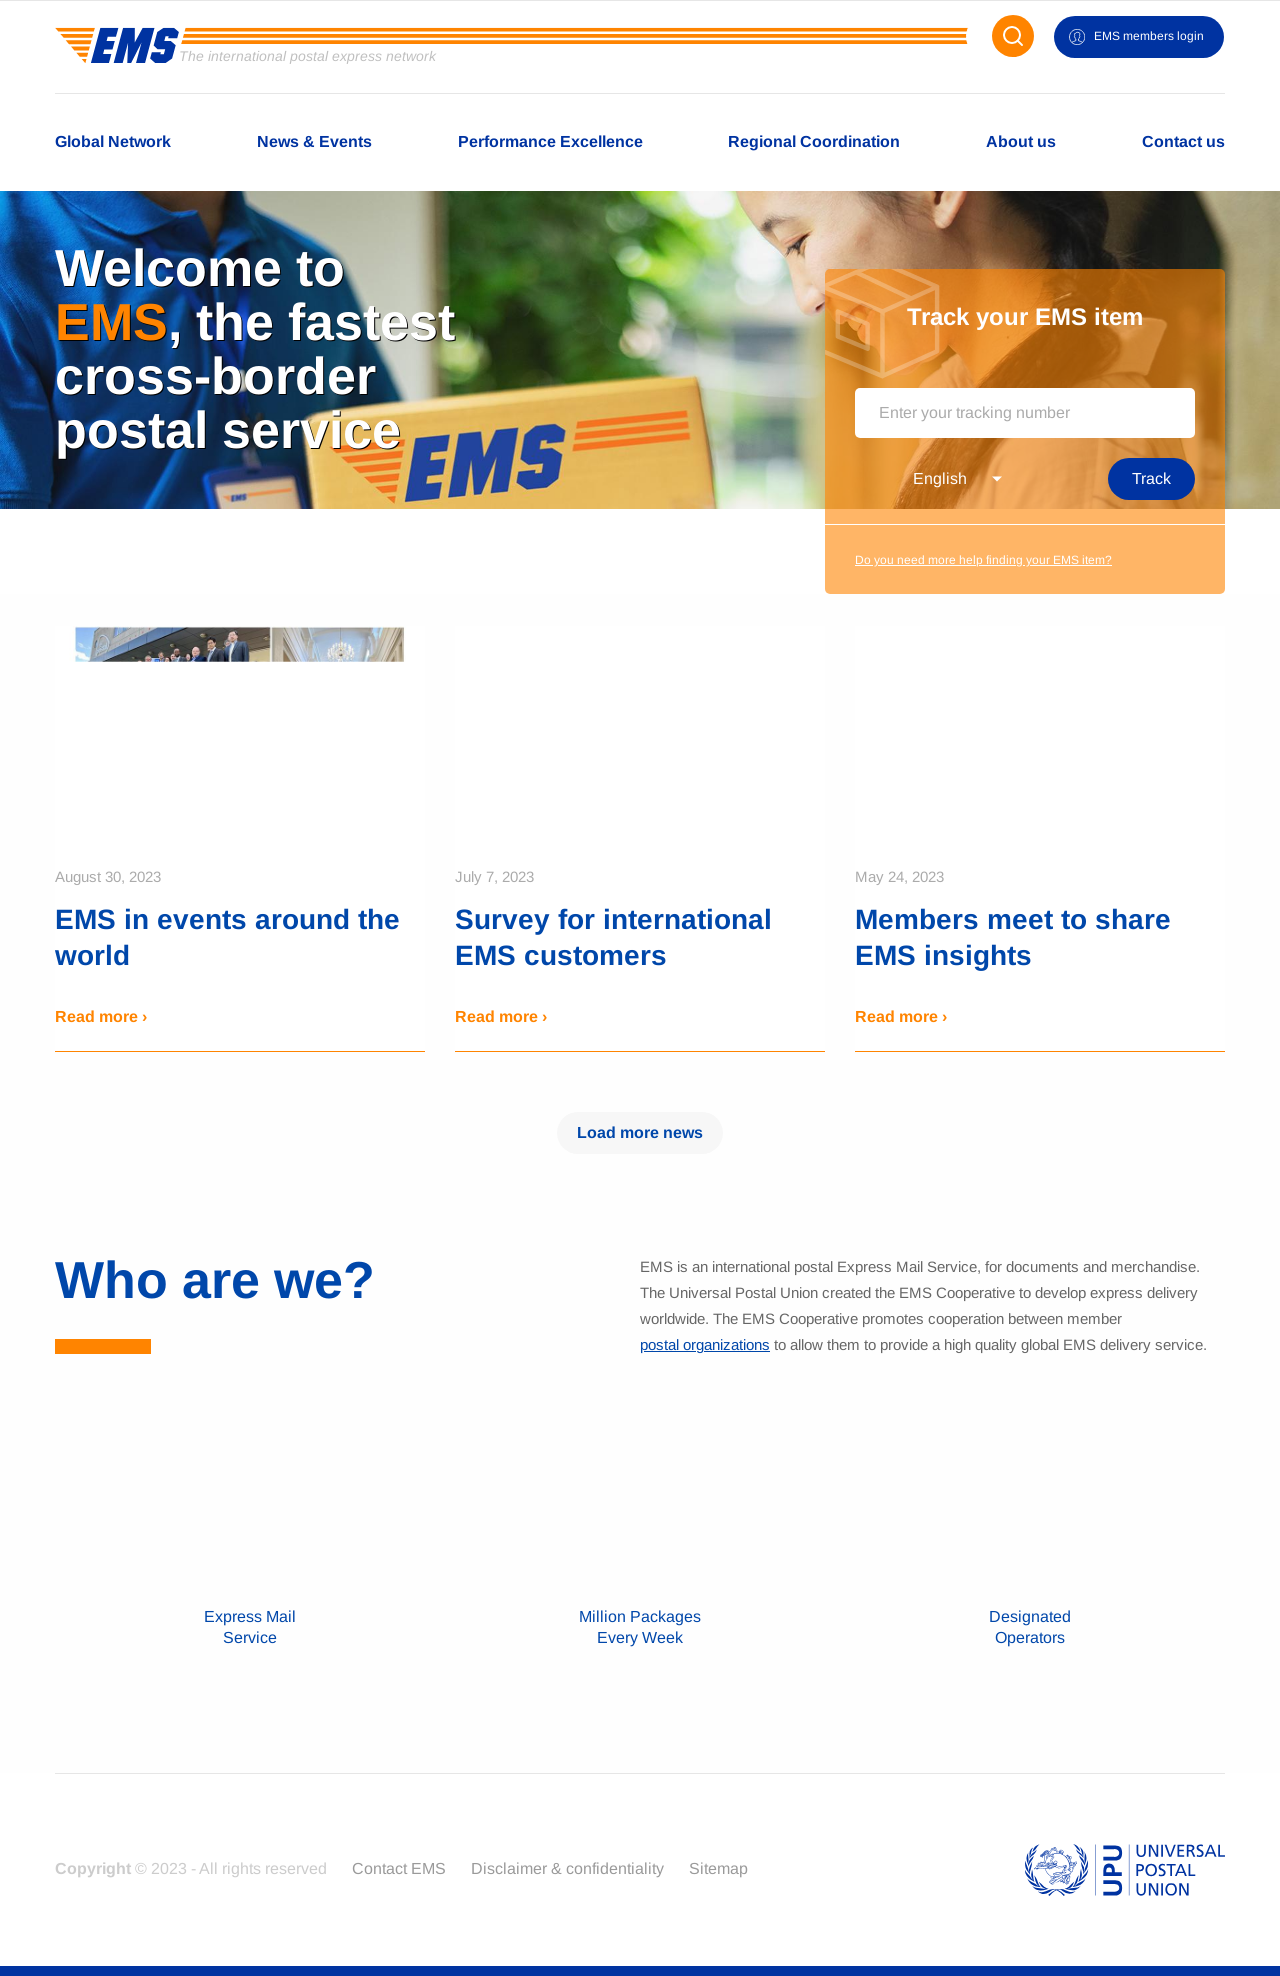 EMS
The international postal express network
EMS members login
Global Network
News & Events
Performance Excellence
Regional Coordination
About us
Contact us
Welcome to
EMS, the fastest
cross-border
postal service
EMS
EMS
Track your EMS item
Enter your tracking number
English
Track
Do you need more help finding your EMS item?
August 30, 2023
EMS in events around the
world
Read more ›
July 7, 2023
Survey for international
EMS customers
Read more ›
May 24, 2023
Members meet to share
EMS insights
Read more ›
Load more news
Who are we?
EMS is an international postal Express Mail Service, for documents and merchandise.
The Universal Postal Union created the EMS Cooperative to develop express delivery
worldwide. The EMS Cooperative promotes cooperation between member
postal organizations to allow them to provide a high quality global EMS delivery service.
Express Mail
Service
Million Packages
Every Week
Designated
Operators
Copyright © 2023 - All rights reserved
Contact EMS
Disclaimer & confidentiality
Sitemap
UPU
UNIVERSAL
POSTAL
UNION